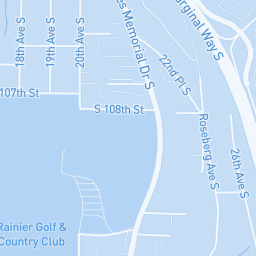 18th Ave S
19th Ave S
20th Ave S
es Memorial Dr S
arginal Way S
22nd Pl S
107th St
S 108th St
Roseberg Ave S
26th Ave S
Rainier Golf &
Country Club